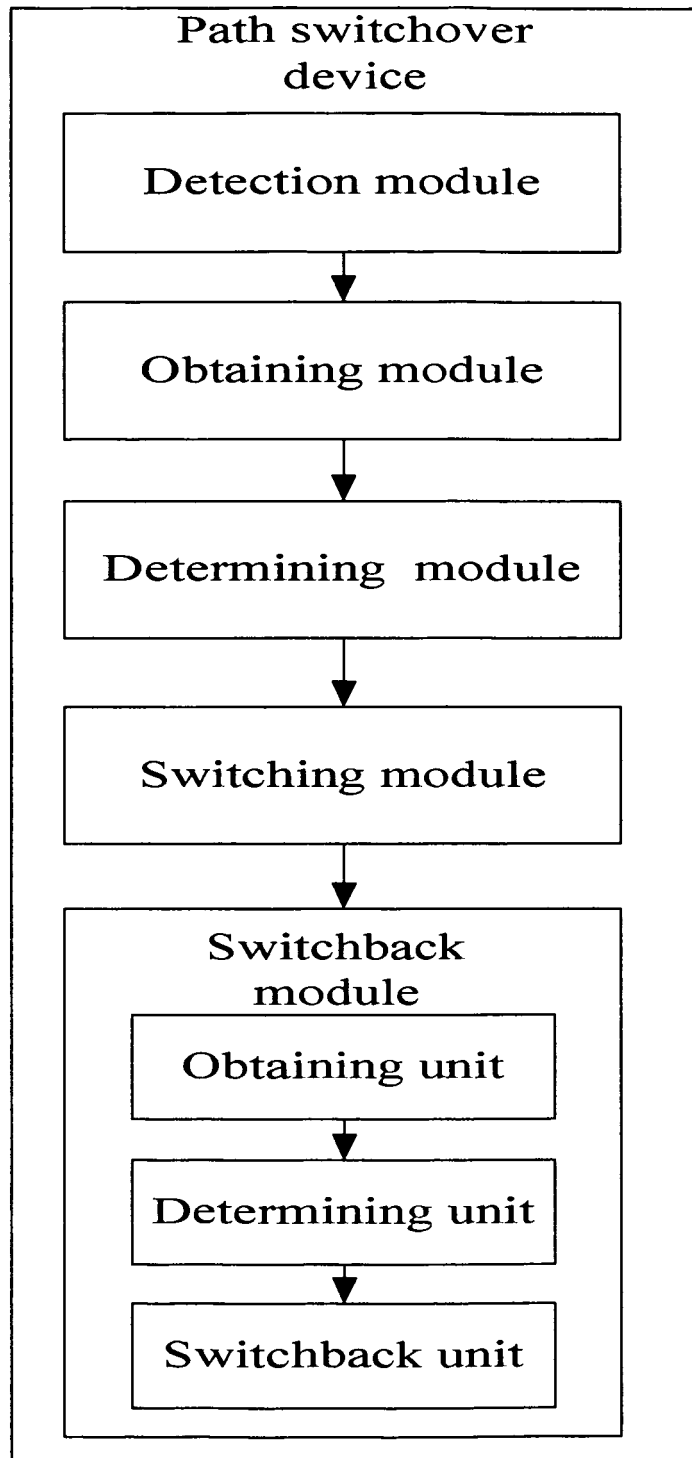 Path switchover
device
Detection module
Obtaining module
Determining module
Switching module
Switchback
module
Obtaining unit
Determining unit
Switchback unit